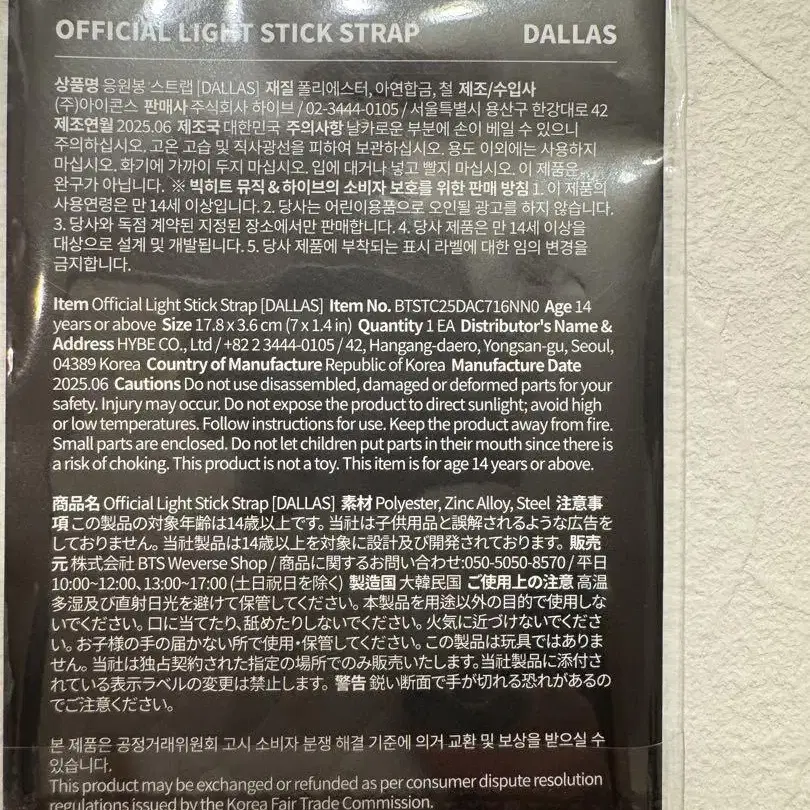 OFFICIAL LIGHT STICK STRAP DALLAS
상품명 응원봉 스트랩 [DALLAS] 재질 폴리에스터, 아연합금, 철 제조/수입사
(주)아이콘스 판매사 주식회사 하이브 / 02-3444-0105 / 서울특별시 용산구 한강대로 42
제조연월 2025.06 제조국 대한민국 주의사항 날카로운 부분에 손이 베일 수 있으니
주의하십시오. 고온 고습 및 직사광선을 피하여 보관하십시오. 용도 이외에는 사용하지
마십시오. 화기에 가까이 두지 마십시오. 입에 대거나 넣고 빨지 마십시오. 이 제품은
완구가 아닙니다. ※ 빅히트 뮤직 & 하이브의 소비자 보호를 위한 판매 방침 1. 이 제품의
사용연령은 만 14세 이상입니다. 2. 당사는 어린이용품으로 오인될 광고를 하지 않습니다.
3. 당사와 독점 계약된 지정된 장소에서만 판매합니다. 4. 당사 제품은 만 14세 이상을
대상으로 설계 및 개발됩니다. 5. 당사 제품에 부착되는 표시 라벨에 대한 임의 변경을
금지합니다.
Item Official Light Stick Strap [DALLAS] Item No. BTSTC25DAC716NN0 Age 14
years or above Size 17.8 x 3.6 cm (7 x 1.4 in) Quantity 1 EA Distributor's Name &
Address HYBE CO., Ltd / +82 2 3444-0105 / 42, Hangang-daero, Yongsan-gu, Seoul,
04389 Korea Country of Manufacture Republic of Korea Manufacture Date
2025.06 Cautions Do not use disassembled, damaged or deformed parts for your
safety. Injury may occur. Do not expose the product to direct sunlight; avoid high
or low temperatures. Follow instructions for use. Keep the product away from fire.
Small parts are enclosed. Do not let children put parts in their mouth since there is
a risk of choking. This product is not a toy. This item is for age 14 years or above.
商品名 Official Light Stick Strap [DALLAS] 素材 Polyester, Zinc Alloy, Steel 注意事
項 この製品の対象年齢は14歳以上です。当社は子供用品と誤解されるような広告を
しておりません。当社製品は14歳以上を対象に設計及び開発されております。 販売
元 株式会社 BTS Weverse Shop / 商品に関するお問い合わせ:050-5050-8570 / 平日
10:00~12:00、13:00~17:00 (土日祝日を除く) 製造国 大韓民国 ご使用上の注意 高温
多湿及び直射日光を避けて保管してください。本製品を用途以外の目的で使用しな
いでください。口に当てたり、舐めたりしないでください。火気に近づけないでくださ
い。お子様の手の届かない所で使用・保管してください。この製品は玩具ではありま
せん。当社は独占契約された指定の場所でのみ販売いたします。当社製品に添付さ
れている表示ラベルの変更は禁止します。 警告 鋭い断面で手が切れる恐れがあるの
でご注意ください。
본 제품은 공정거래위원회 고시 소비자 분쟁 해결 기준에 의거 교환 및 보상을 받으실 수
있습니다.
This product may be exchanged or refunded as per consumer dispute resolution
regulations issued by the Korea Fair Trade Commission.